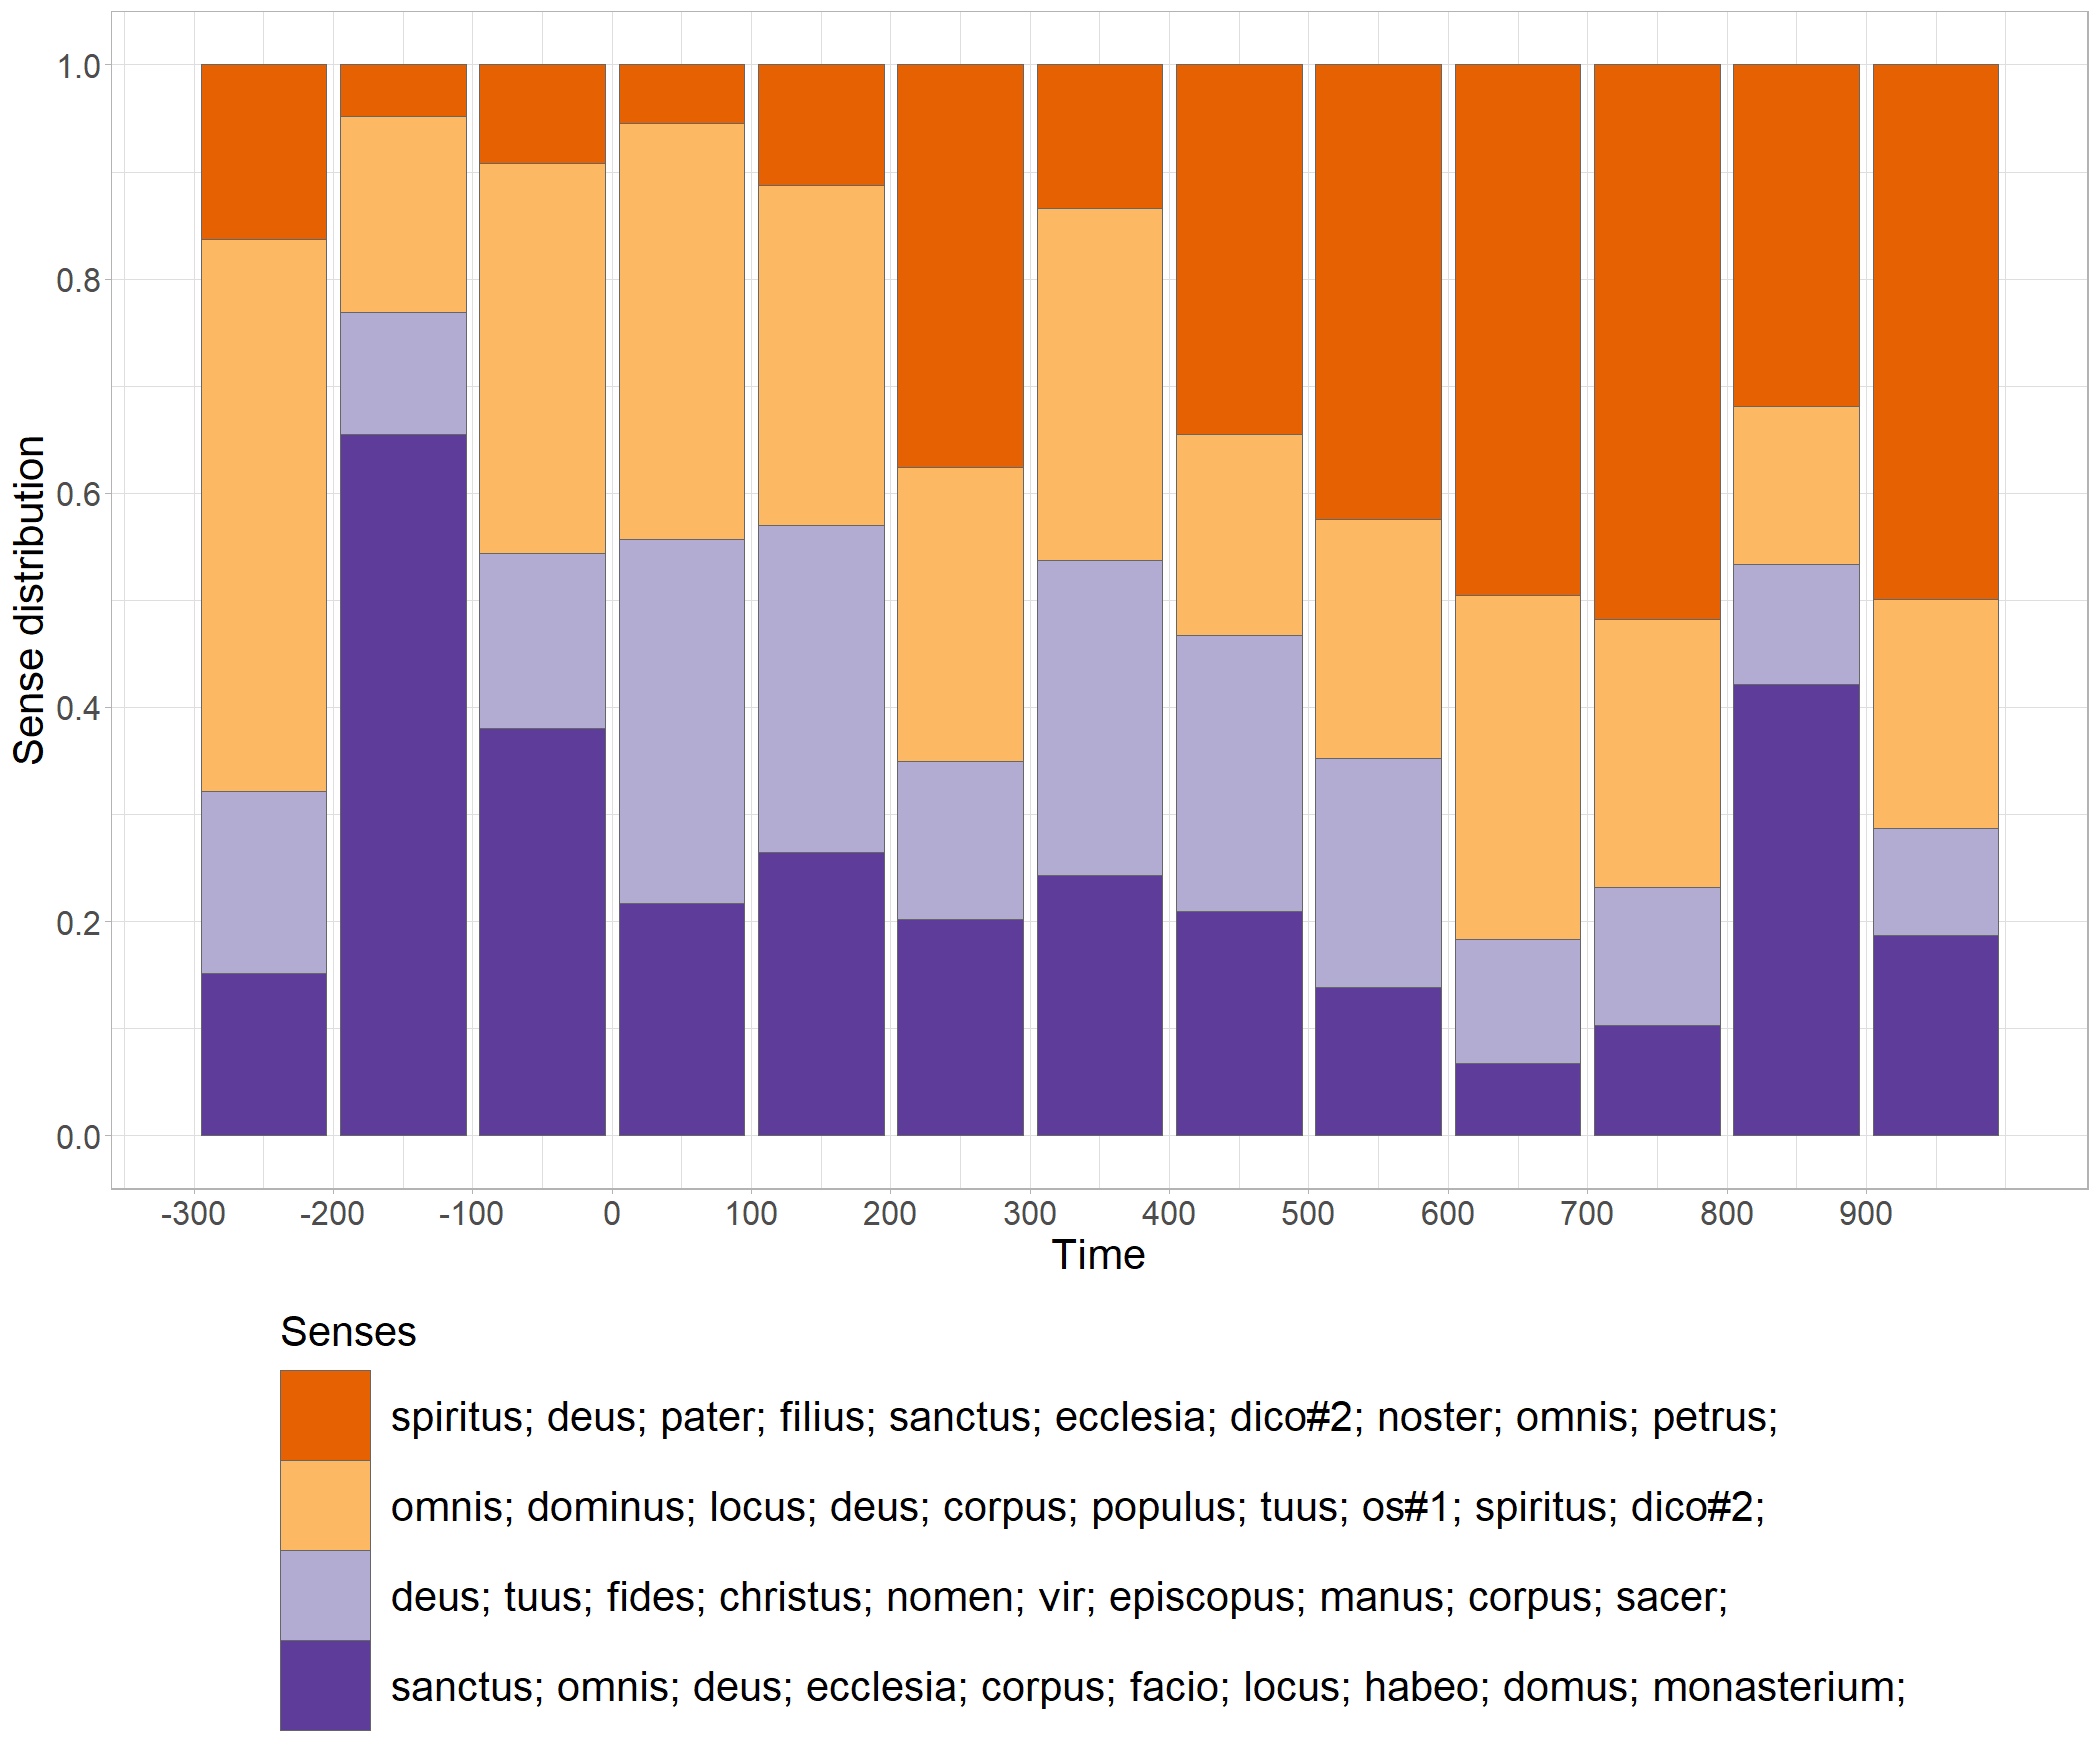 1.0
0.8
0.6
0.4
0.2
0.0
Sense distribution
-300 -200 -100 0 100 200 300 400 500 600 700 800 900
Time
Senses
spiritus; deus; pater; filius; sanctus; ecclesia; dico#2; noster; omnis; petrus;
omnis; dominus; locus; deus; corpus; populus; tuus; os#1; spiritus; dico#2;
deus; tuus; fides; christus; nomen; vir; episcopus; manus; corpus; sacer;
sanctus; omnis; deus; ecclesia; corpus; facio; locus; habeo; domus; monasterium;